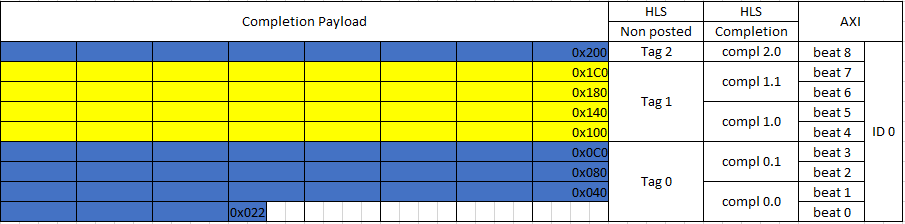 Completion Payload HLS HLS AXI
Non posted Completion
0x200 Tag 2 compl 2.0 beat 8
0x1C0 Tag 1 compl 1.1 beat 7
0x180 beat 6
0x140 compl 1.0 beat 5
0x100 beat 4 ID 0
0x0C0 Tag 0 compl 0.1 beat 3
0x080 beat 2
0x040 compl 0.0 beat 1
0x022 beat 0